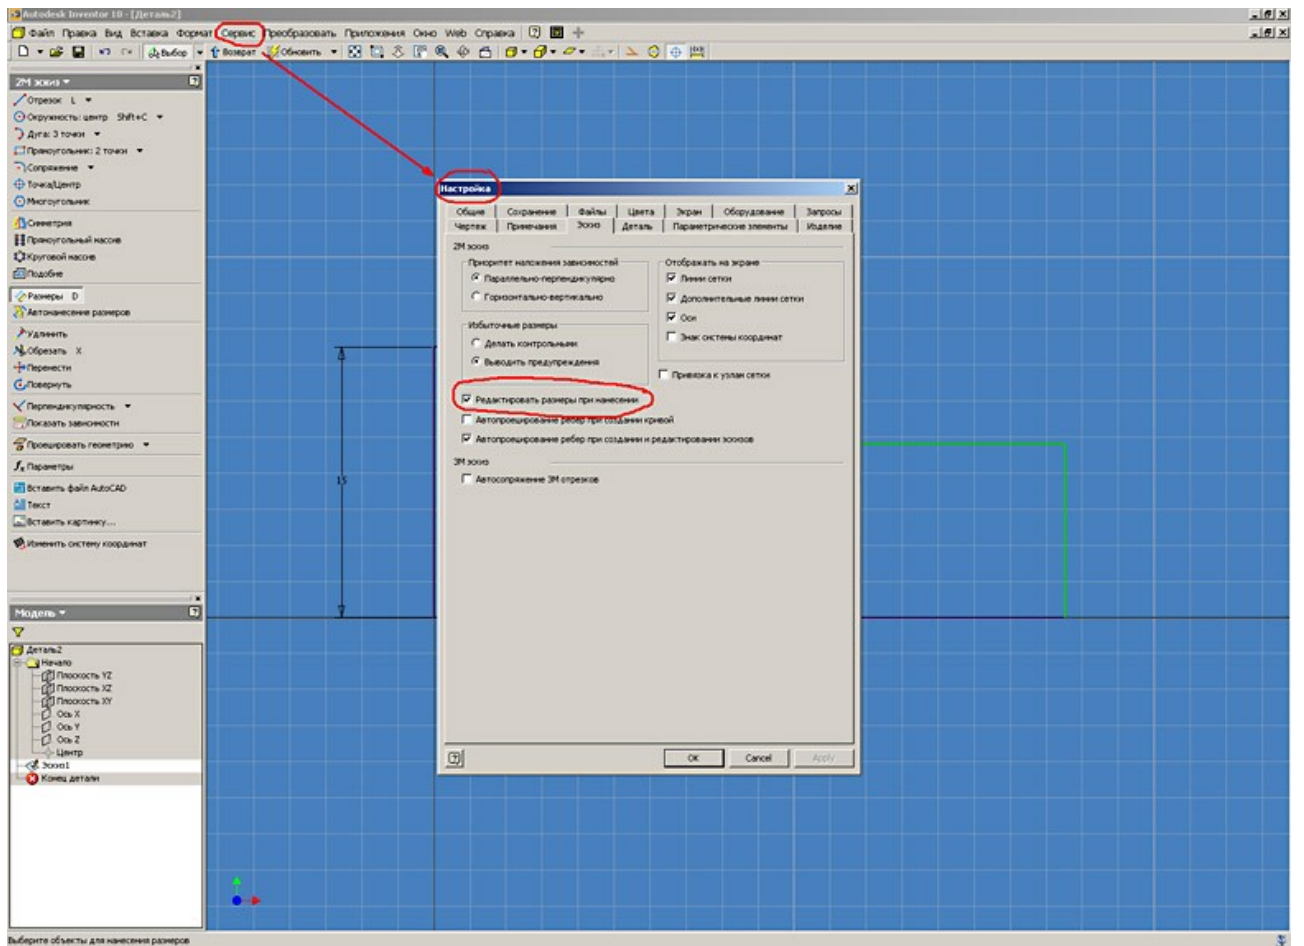 Autodesk Inventor 10 - [Деталь2]
Файл Правка Вид Вставка Формат Сервис Преобразовать Приложения Окно Web Справка
Выбор Возврат Обновить
2М эскиз
Отрезок L
Окружность: центр Shift+C
Дуга: 3 точки
Прямоугольник: 2 точки
Сопряжение
Точка/Центр
Многоугольник
Симметрия
Прямоугольный массив
Круговой массив
Подобие
Размеры D
Автонанесение размеров
Удлинить
Обрезать X
Перенести
Повернуть
Перпендикулярность
Показать зависимости
Проецировать геометрию
Параметры
Вставить файл AutoCAD
Текст
Вставить картинку...
Изменить систему координат
Модель
Деталь2
Начало
Плоскость YZ
Плоскость XZ
Плоскость XY
Ось X
Ось Y
Ось Z
Центр
Эскиз1
Конец детали
15
Настройка
Общие Сохранение Файлы Цвета Экран Оборудование Запросы
Чертеж Примечания Эскиз Деталь Параметрические элементы Изделие
2М эскиз
Приоритет наложения зависимостей
Параллельно-перпендикулярно
Горизонтально-вертикально
Избыточные размеры
Делать контрольными
Выводить предупреждения
Отображать на экране
Линии сетки
Дополнительные линии сетки
Оси
Знак системы координат
Привязка к узлам сетки
Редактировать размеры при нанесении
Автопроецирование ребер при создании кривой
Автопроецирование ребер при создании и редактировании эскизов
3М эскиз
Автосопряжение 3М отрезков
OK Cancel Apply
Выберите объекты для нанесения размеров